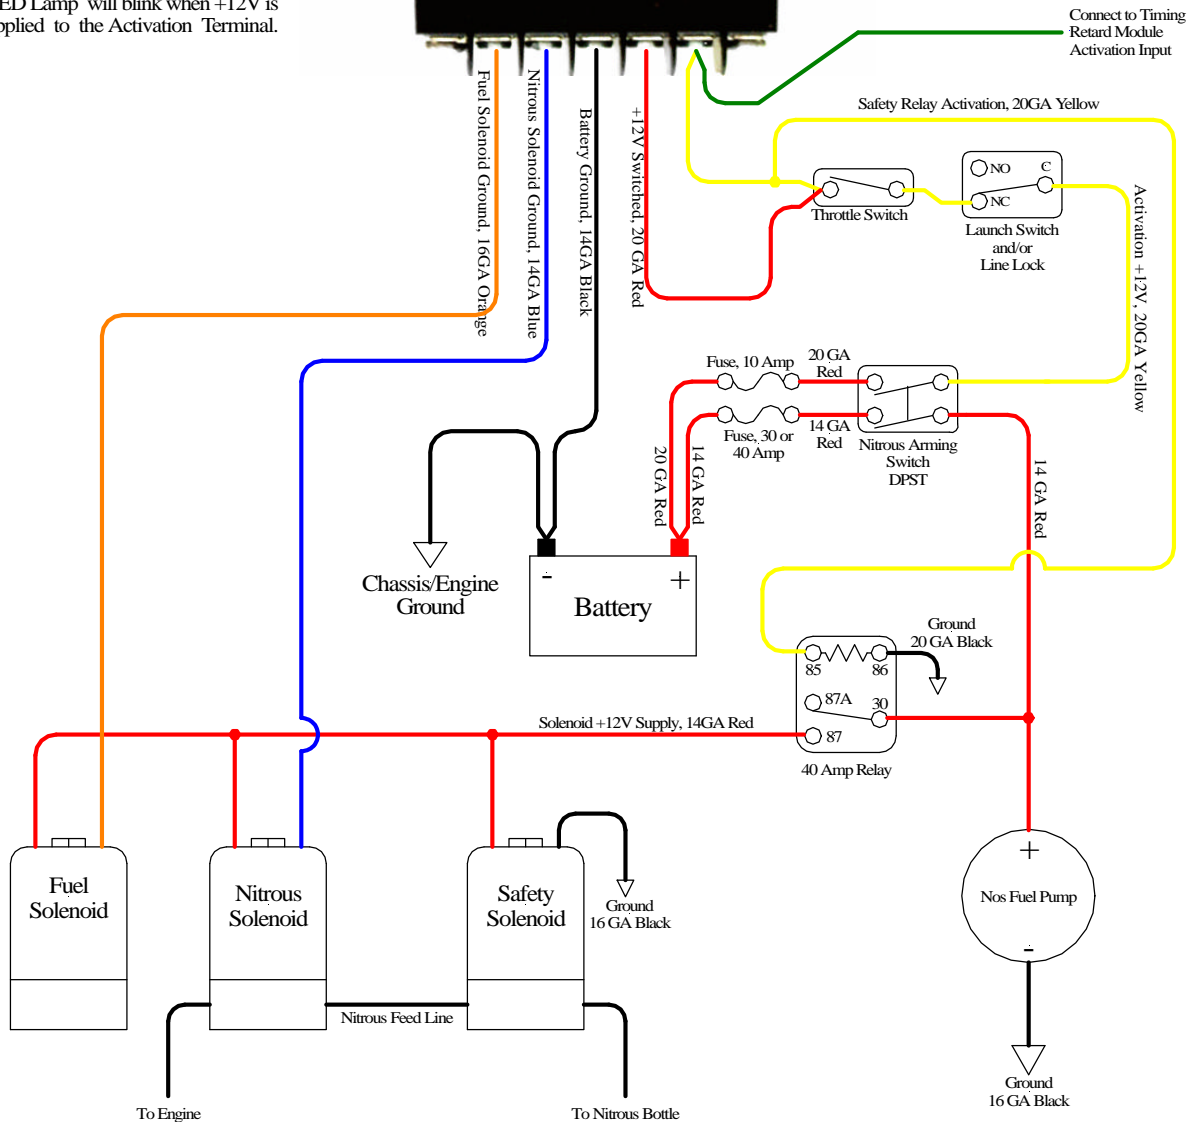 LED Lamp will blink when +12V is
applied to the Activation Terminal.
Connect to Timing
Retard Module
Activation Input
Fuel Solenoid Ground, 16GA Orange
Nitrous Solenoid Ground, 14GA Blue
Battery Ground, 14GA Black
+12V Switched, 20 GA Red
Safety Relay Activation, 20GA Yellow
NO
C
NC
Throttle Switch
Launch Switch
and/or
Line Lock
Activation +12V, 20GA Yellow
Fuse, 10 Amp
20 GA
Red
Fuse, 30 or
40 Amp
14 GA
Red
Nitrous Arming
Switch
DPST
20 GA Red
14 GA Red
14 GA Red
Chassis/Engine
Ground
-
+
Battery
Ground
20 GA Black
85
86
87A
30
87
40 Amp Relay
Solenoid +12V Supply, 14GA Red
Fuel
Solenoid
Nitrous
Solenoid
Safety
Solenoid
Ground
16 GA Black
+
Nos Fuel Pump
-
Nitrous Feed Line
Ground
16 GA Black
To Engine
To Nitrous Bottle